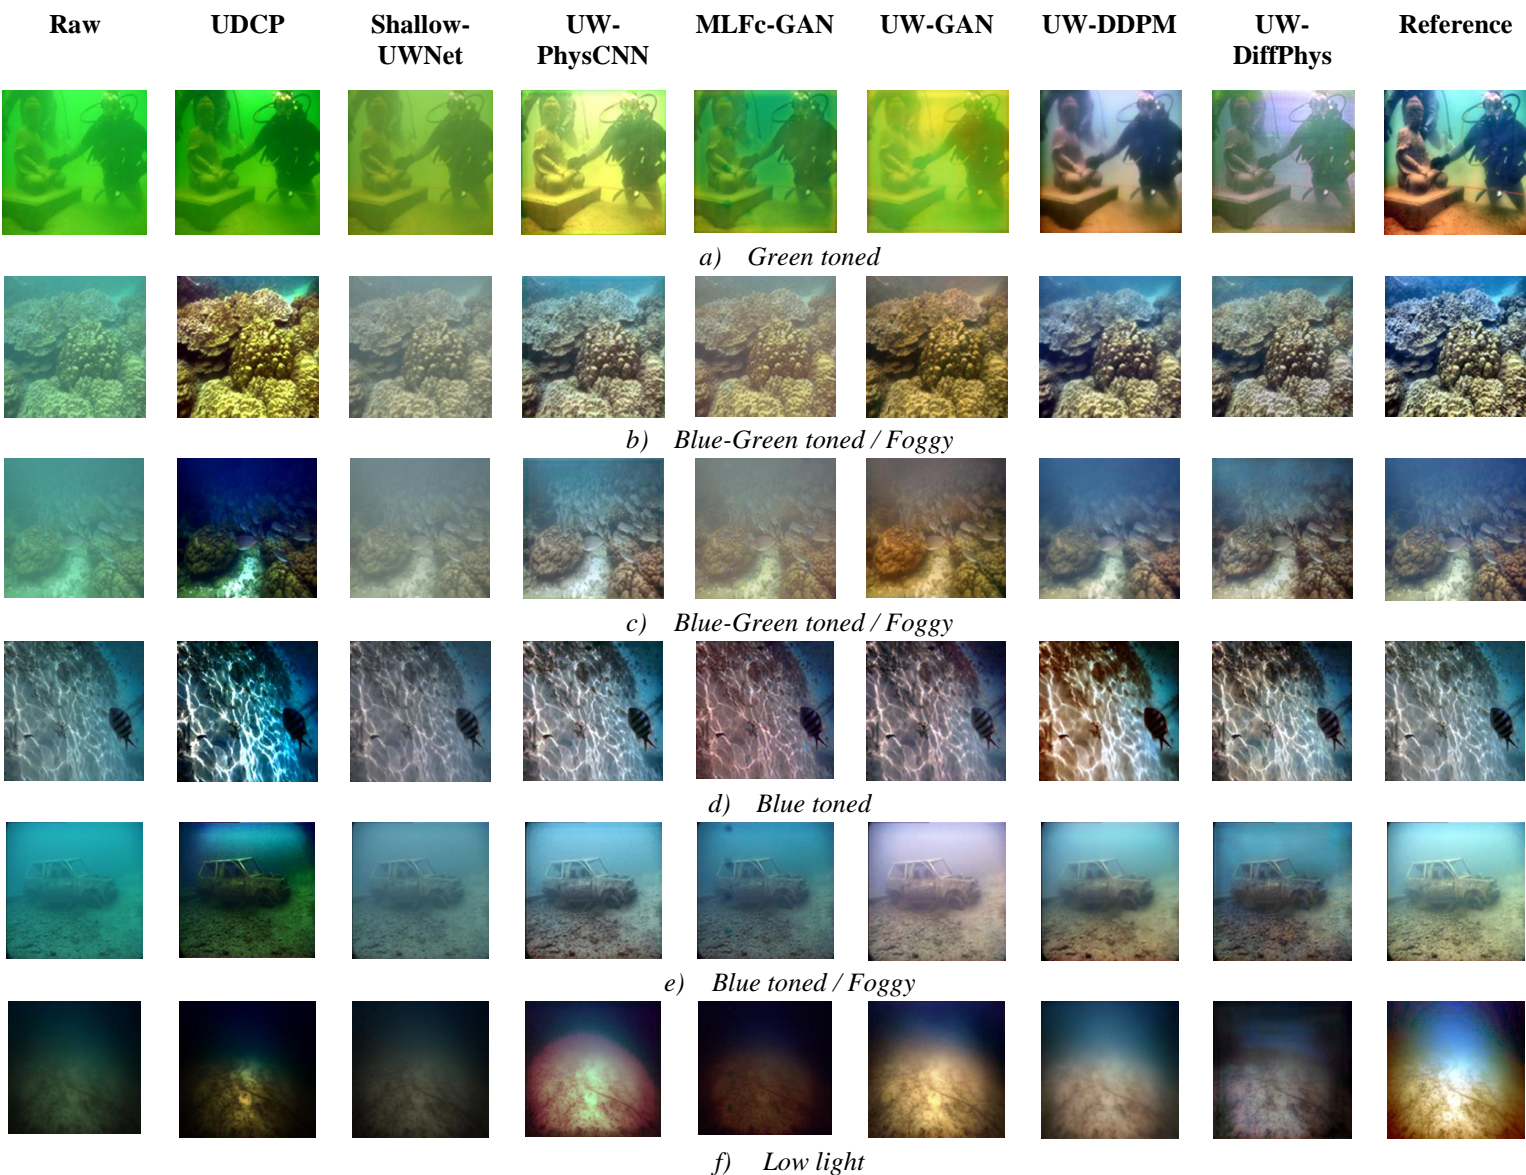 Raw UDCP Shallow- UW- MLFc-GAN UW-GAN UW-DDPM UW- Reference
UWNet PhysCNN DiffPhys
a) Green toned
b) Blue-Green toned / Foggy
c) Blue-Green toned / Foggy
d) Blue toned
e) Blue toned / Foggy
f) Low light